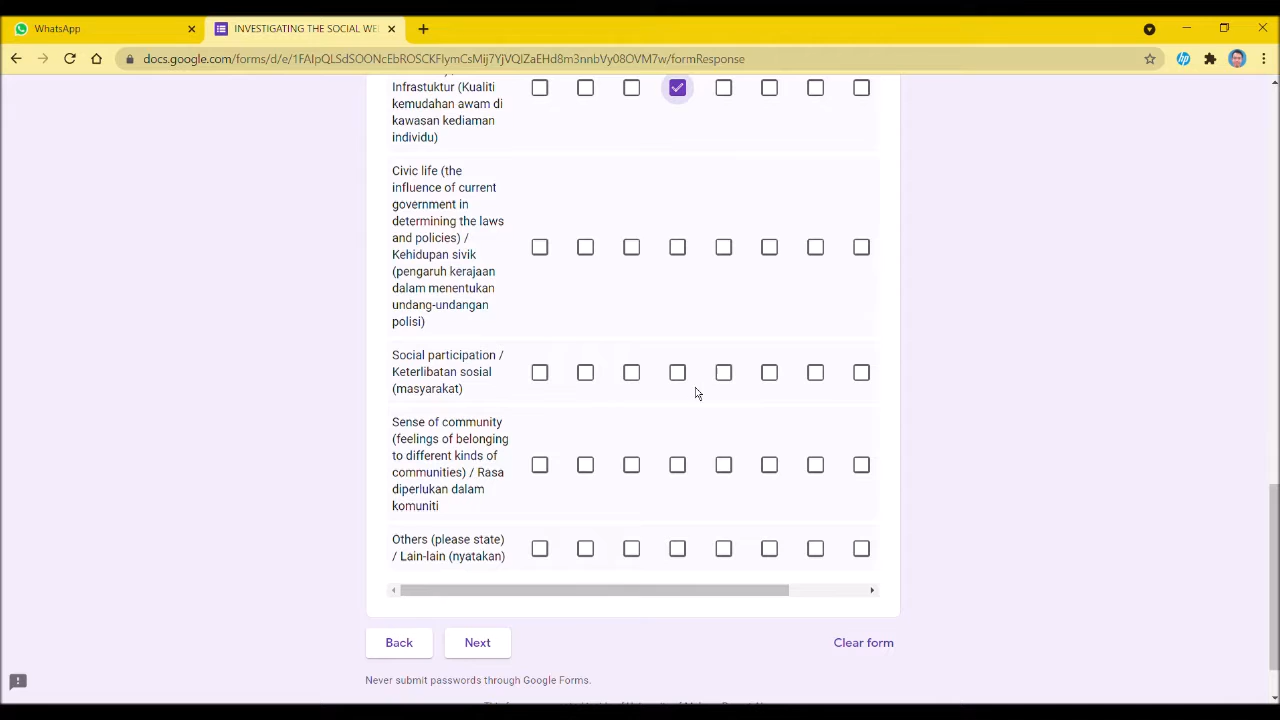 WhatsApp
INVESTIGATING THE SOCIAL WE
docs.google.com/forms/d/e/1FAIpQLSdSOONcEbROSCKFIymCsMij7YjVQIZaEHd8m3nnbVy08OVM7w/formResponse
Infrastuktur (Kualiti
kemudahan awam di
kawasan kediaman
individu)
Civic life (the
influence of current
government in
determining the laws
and policies) /
Kehidupan sivik
(pengaruh kerajaan
dalam menentukan
undang-undangan
polisi)
Social participation /
Keterlibatan sosial
(masyarakat)
Sense of community
(feelings of belonging
to different kinds of
communities) / Rasa
diperlukan dalam
komuniti
Others (please state)
/ Lain-lain (nyatakan)
Back
Next
Clear form
Never submit passwords through Google Forms.